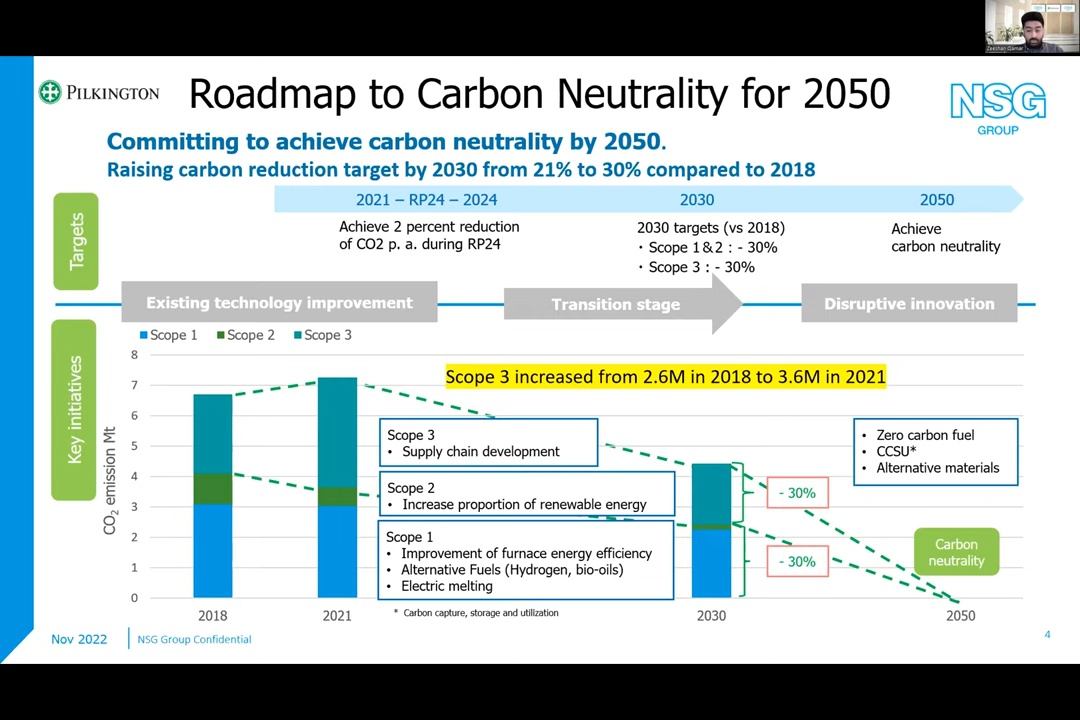 Zeeshan Qamar
PILKINGTON
Roadmap to Carbon Neutrality for 2050
NSG
GROUP
Committing to achieve carbon neutrality by 2050.
Raising carbon reduction target by 2030 from 21% to 30% compared to 2018
Targets
2021 – RP24 – 2024
2030
2050
Achieve 2 percent reduction
of CO2 p. a. during RP24
2030 targets (vs 2018)
・Scope 1&2 : - 30%
・Scope 3 : - 30%
Achieve
carbon neutrality
Existing technology improvement
Transition stage
Disruptive innovation
Key initiatives
Scope 1
Scope 2
Scope 3
CO2 emission Mt
8
7
6
5
4
3
2
1
0
Scope 3 increased from 2.6M in 2018 to 3.6M in 2021
Scope 3
• Supply chain development
Scope 2
• Increase proportion of renewable energy
Scope 1
• Improvement of furnace energy efficiency
• Alternative Fuels (Hydrogen, bio-oils)
• Electric melting
• Zero carbon fuel
• CCSU*
• Alternative materials
- 30%
- 30%
Carbon
neutrality
2018
2021
2030
2050
* Carbon capture, storage and utilization
Nov 2022
NSG Group Confidential
4